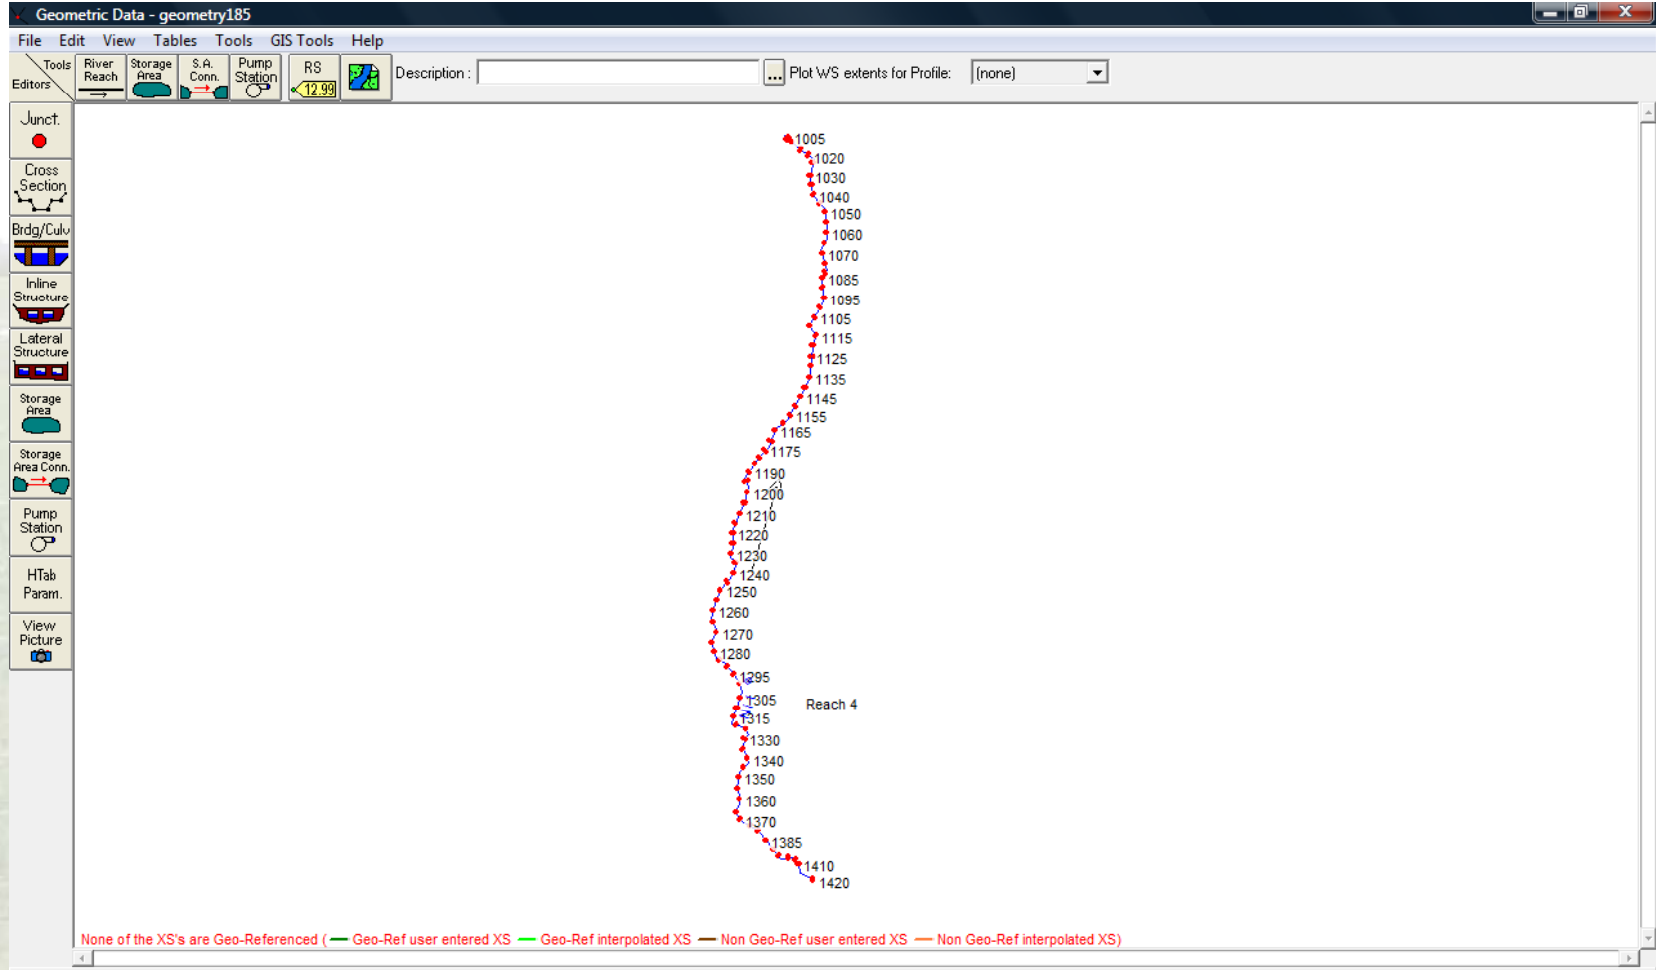 Geometric Data - geometry185
File Edit View Tables Tools GIS Tools Help
Tools
Editors
River
Reach
Storage
Area
S.A.
Conn.
Pump
Station
RS
12.99
Description :
...
Plot WS extents for Profile:
(none)
Junct.
Cross
Section
Brdg/Culv
Inline
Structure
Lateral
Structure
Storage
Area
Storage
Area Conn.
Pump
Station
HTab
Param.
View
Picture
1005
1020
1030
1040
1050
1060
1070
1085
1095
1105
1115
1125
1135
1145
1155
1165
1175
1190
1200
1210
1220
1230
1240
1250
1260
1270
1280
1295
1305
Reach 4
1315
1330
1340
1350
1360
1370
1385
1410
1420
None of the XS's are Geo-Referenced ( Geo-Ref user entered XS Geo-Ref interpolated XS Non Geo-Ref user entered XS Non Geo-Ref interpolated XS)